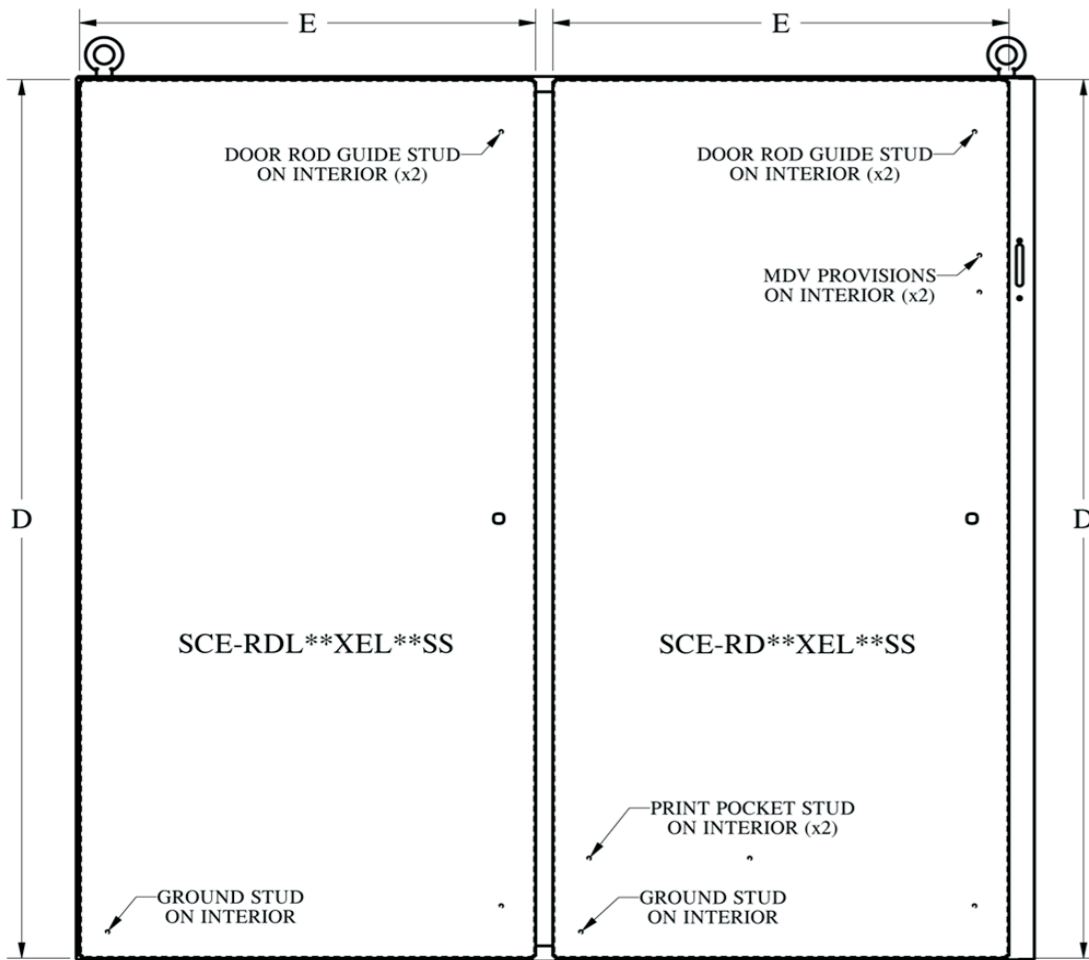 E
E
DOOR ROD GUIDE STUD
ON INTERIOR (x2)
DOOR ROD GUIDE STUD
ON INTERIOR (x2)
MDV PROVISIONS
ON INTERIOR (x2)
D
D
SCE-RDL**XEL**SS
SCE-RD**XEL**SS
PRINT POCKET STUD
ON INTERIOR (x2)
GROUND STUD
ON INTERIOR
GROUND STUD
ON INTERIOR